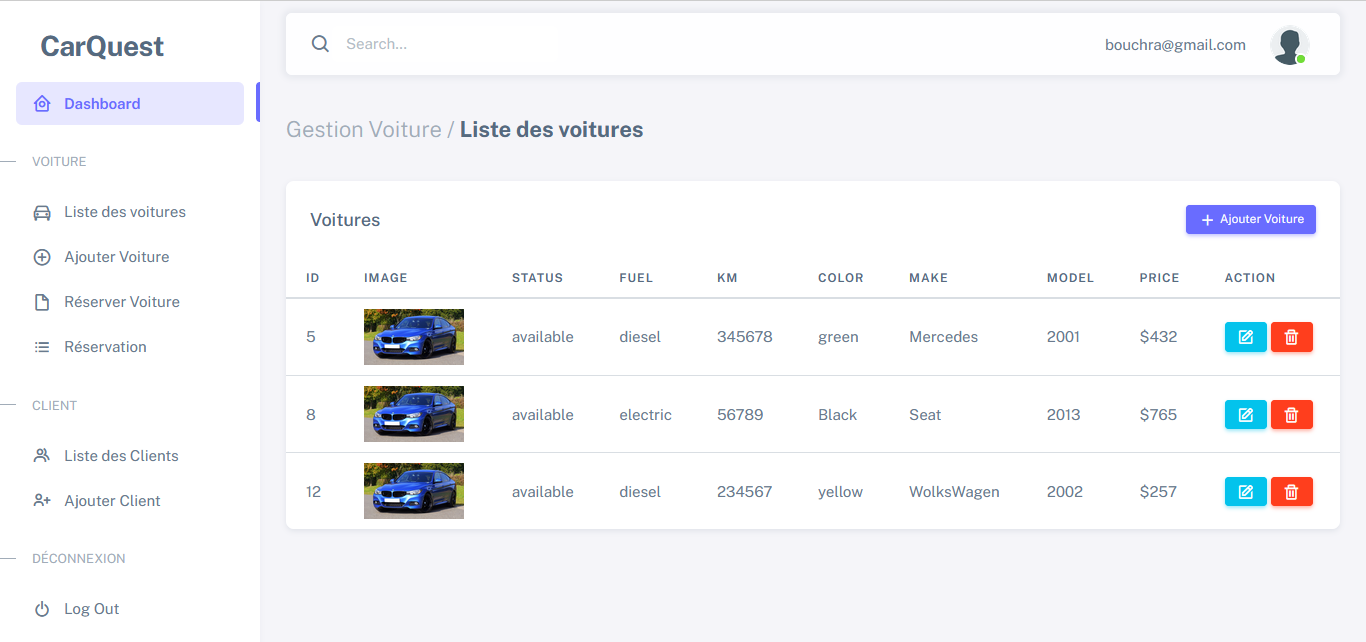 CarQuest
Dashboard
VOITURE
Liste des voitures
Ajouter Voiture
Réserver Voiture
Réservation
CLIENT
Liste des Clients
Ajouter Client
DÉCONNEXION
Log Out
Search...
bouchra@gmail.com
Gestion Voiture / Liste des voitures
Voitures
Ajouter Voiture
ID IMAGE STATUS FUEL KM COLOR MAKE MODEL PRICE ACTION
5 available diesel 345678 green Mercedes 2001 $432
8 available electric 56789 Black Seat 2013 $765
12 available diesel 234567 yellow WolksWagen 2002 $257